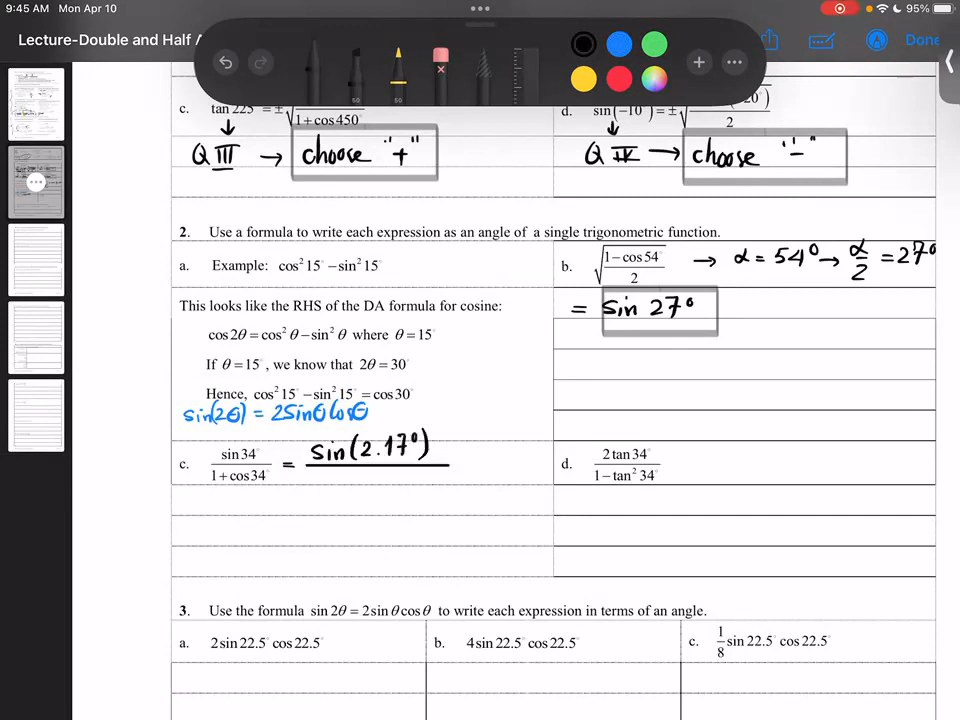 9:45 AM Mon Apr 10
95%
Lecture-Double and Half A
Done
c. tan 225° = ±√ 1 + cos 450°
d. sin(−10°) = ±√ 20°) 2
Q III → choose "+"
Q IV → choose "−"
2. Use a formula to write each expression as an angle of a single trigonometric function.
a. Example: cos² 15° − sin² 15°
b. √((1 − cos 54°)/2) → α = 54° → α/2 = 27°
= sin 27°
This looks like the RHS of the DA formula for cosine:
cos 2θ = cos² θ − sin² θ where θ = 15°
If θ = 15°, we know that 2θ = 30°
Hence, cos² 15° − sin² 15° = cos 30°
sin(2θ) = 2sinθcosθ
c. sin 34°/(1 + cos 34°) = sin(2·17°)
d. 2 tan 34°/(1 − tan² 34°)
3. Use the formula sin 2θ = 2 sin θ cos θ to write each expression in terms of an angle.
a. 2 sin 22.5° cos 22.5°
b. 4 sin 22.5° cos 22.5°
c. 1/8 sin 22.5° cos 22.5°